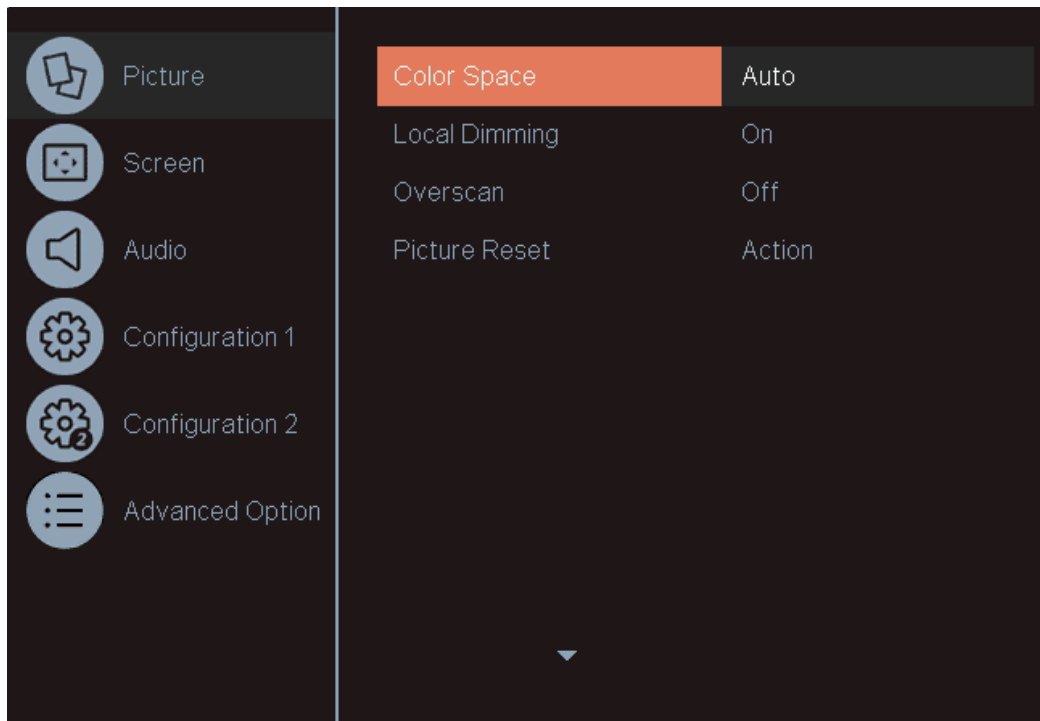 Picture
Screen
Audio
Configuration 1
Configuration 2
2
Advanced Option
Color Space Auto
Local Dimming On
Overscan Off
Picture Reset Action